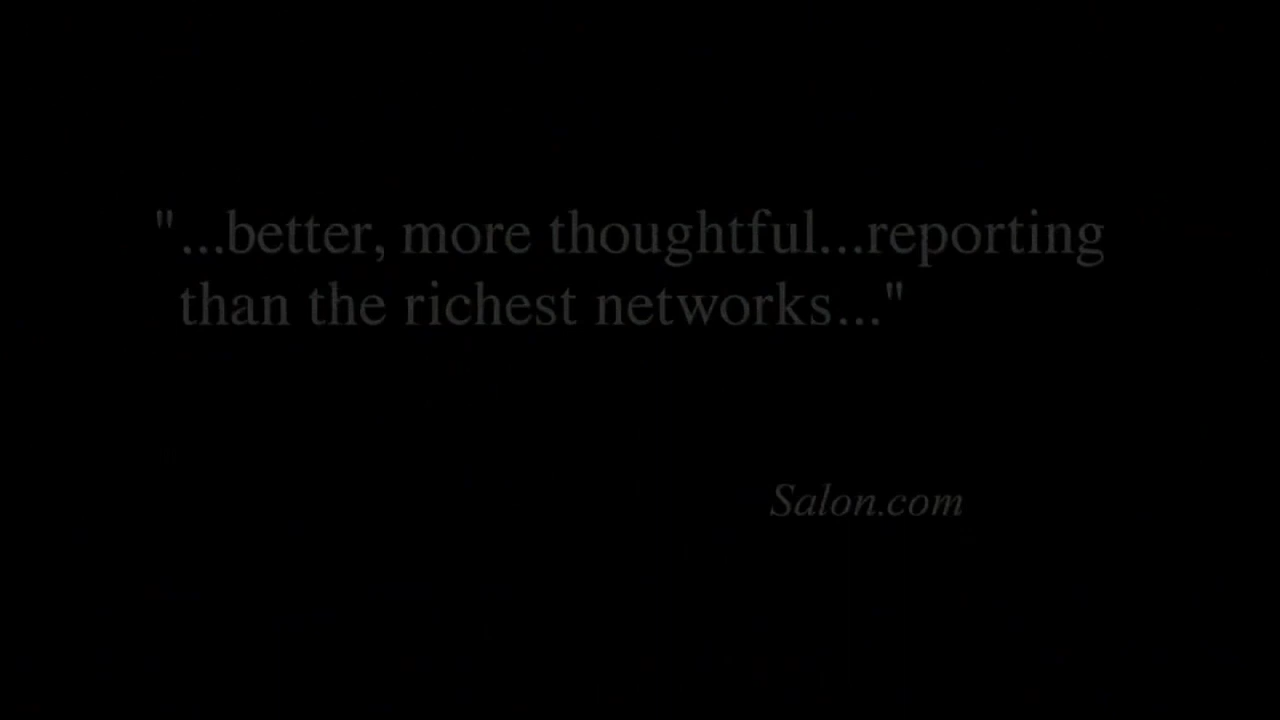 "...better, more thoughtful...reporting
than the richest networks..."
Salon.com